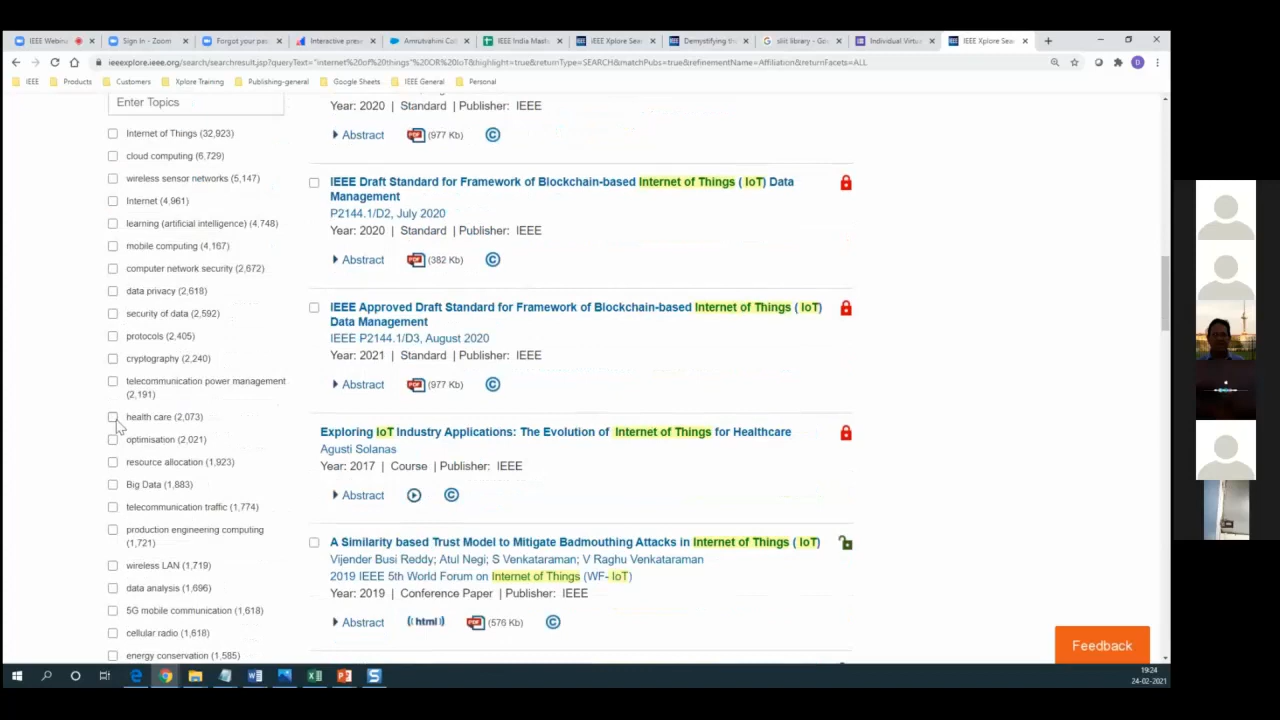 IEEE Webina
Sign In - Zoom
Forgot your pas
Interactive prese
Amrutvahini Coll
IEEE India Mast
IEEE Xplore Sea
Demystifying th
sliit library - Goo
Individual Virtua
IEEE Xplore Sea
ieeexplore.ieee.org/search/searchresult.jsp?queryText="internet%20of%20things"%20OR%20IoT&highlight=true&returnType=SEARCH&matchPubs=true&refinementName=Affiliation&returnFacets=ALL
IEEE
Products
Customers
Xplore Training
Publishing-general
Google Sheets
IEEE General
Personal
Enter Topics
Internet of Things (32,923)
cloud computing (6,729)
wireless sensor networks (5,147)
Internet (4,961)
learning (artificial intelligence) (4,748)
mobile computing (4,167)
computer network security (2,672)
data privacy (2,618)
security of data (2,592)
protocols (2,405)
cryptography (2,240)
telecommunication power management
(2,191)
health care (2,073)
optimisation (2,021)
resource allocation (1,923)
Big Data (1,883)
telecommunication traffic (1,774)
production engineering computing
(1,721)
wireless LAN (1,719)
data analysis (1,696)
5G mobile communication (1,618)
cellular radio (1,618)
energy conservation (1,585)
Year: 2020 | Standard | Publisher: IEEE
Abstract PDF (977 Kb) ©
IEEE Draft Standard for Framework of Blockchain-based Internet of Things ( IoT) Data
Management
P2144.1/D2, July 2020
Year: 2020 | Standard | Publisher: IEEE
Abstract PDF (382 Kb) ©
IEEE Approved Draft Standard for Framework of Blockchain-based Internet of Things ( IoT)
Data Management
IEEE P2144.1/D3, August 2020
Year: 2021 | Standard | Publisher: IEEE
Abstract PDF (977 Kb) ©
Exploring IoT Industry Applications: The Evolution of Internet of Things for Healthcare
Agusti Solanas
Year: 2017 | Course | Publisher: IEEE
Abstract ©
A Similarity based Trust Model to Mitigate Badmouthing Attacks in Internet of Things ( IoT)
Vijender Busi Reddy; Atul Negi; S Venkataraman; V Raghu Venkataraman
2019 IEEE 5th World Forum on Internet of Things (WF- IoT)
Year: 2019 | Conference Paper | Publisher: IEEE
Abstract (html) PDF (576 Kb) ©
Feedback
19:24
24-02-2021